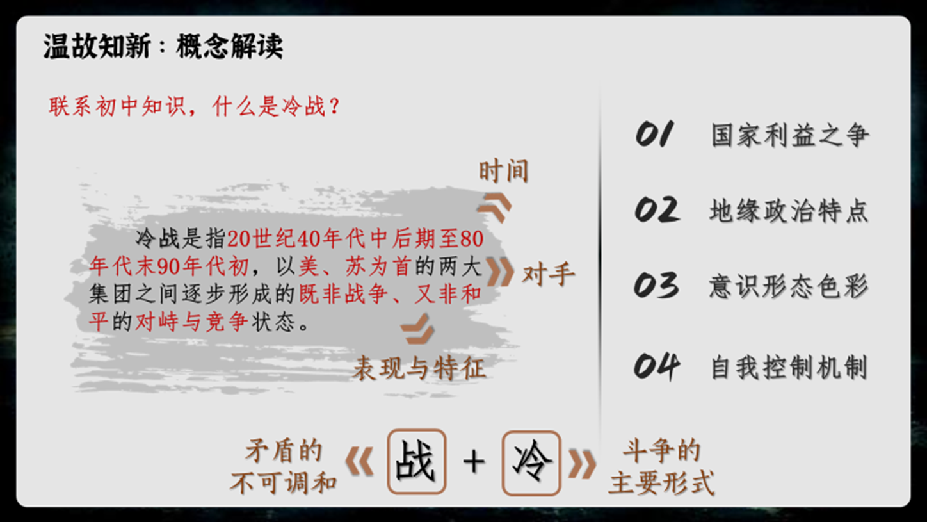 温故知新：概念解读
联系初中知识，什么是冷战？
时间
冷战是指20世纪40年代中后期至80
年代末90年代初，以美、苏为首的两大
集团之间逐步形成的既非战争、又非和
平的对峙与竞争状态。
对手
表现与特征
01 国家利益之争
02 地缘政治特点
03 意识形态色彩
04 自我控制机制
矛盾的
不可调和
战 + 冷
斗争的
主要形式